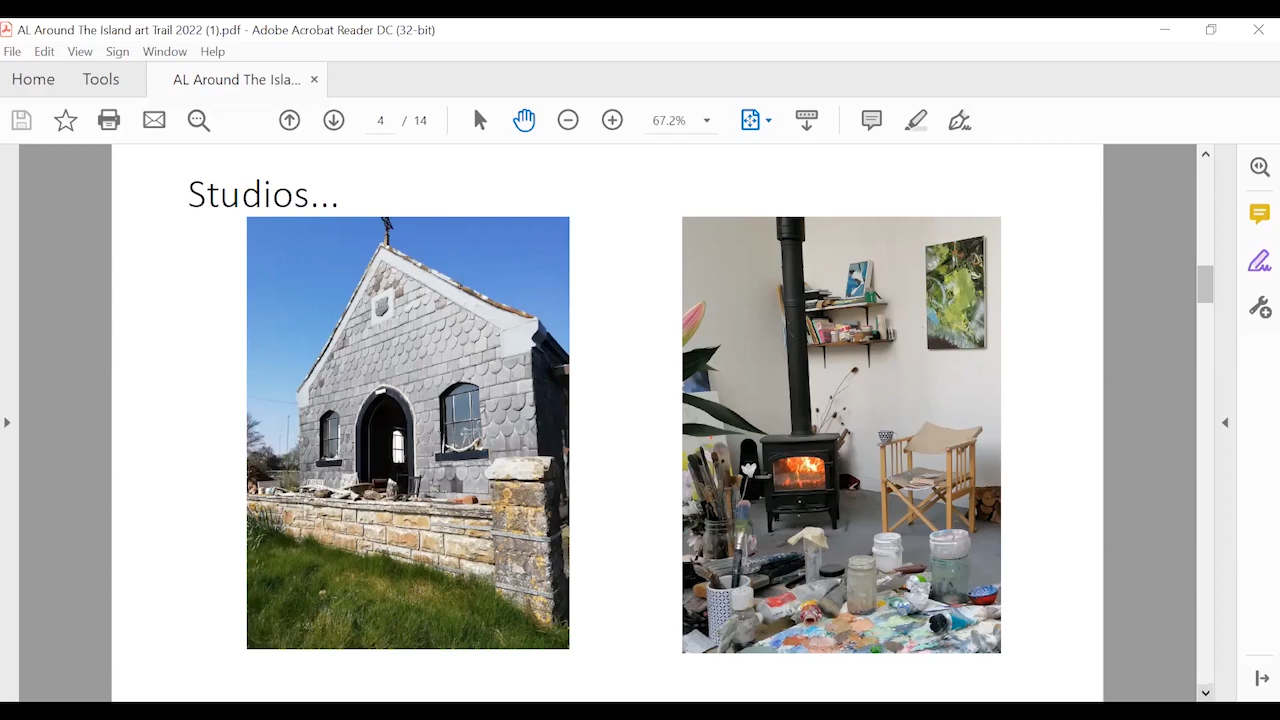 AL Around The Island art Trail 2022 (1).pdf - Adobe Acrobat Reader DC (32-bit)
File Edit View Sign Window Help
Home Tools AL Around The Isla... ×
4 / 14 67.2%
Studios...